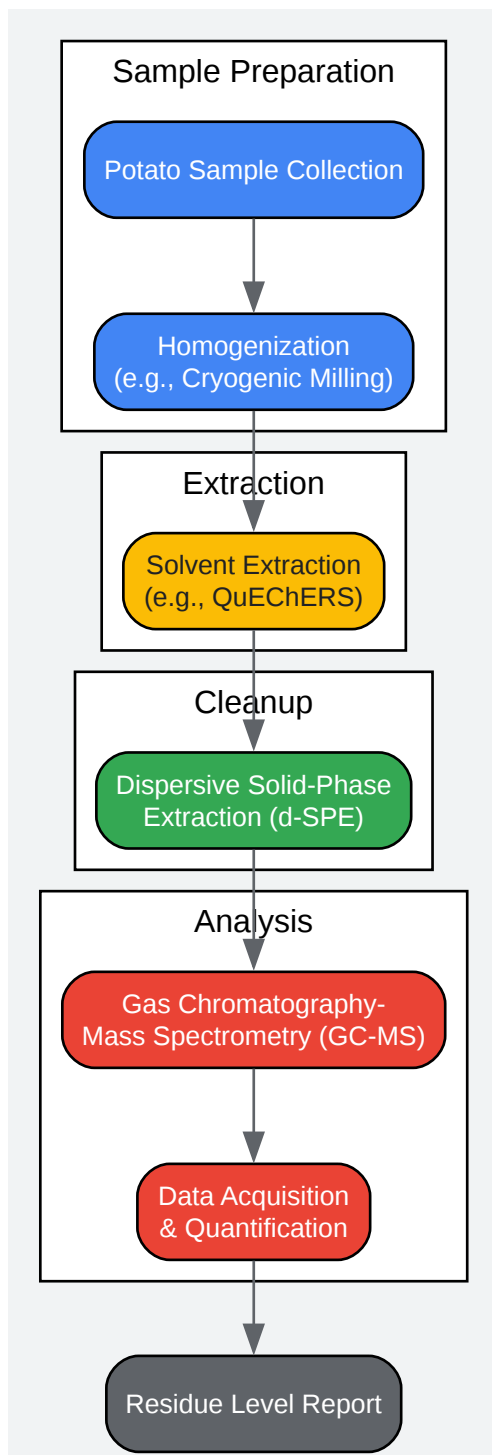 Sample Preparation
Potato Sample Collection
Homogenization
(e.g., Cryogenic Milling)
Extraction
Solvent Extraction
(e.g., QuEChERS)
Cleanup
Dispersive Solid-Phase
Extraction (d-SPE)
Analysis
Gas Chromatography-
Mass Spectrometry (GC-MS)
Data Acquisition
& Quantification
Residue Level Report